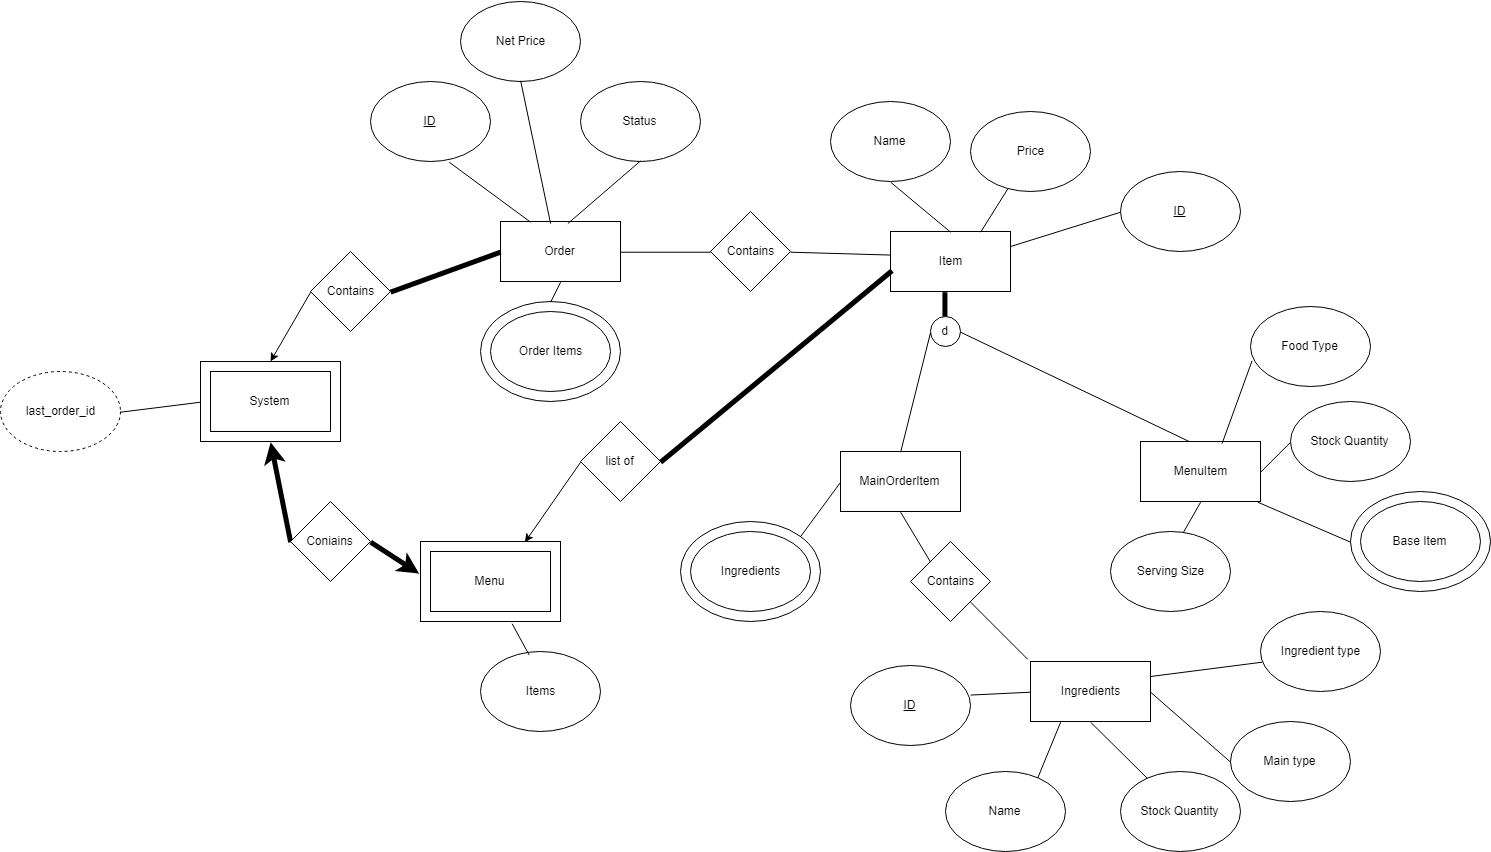 Net Price
ID
Status
Name
Price
ID
Order
Contains
Item
Contains
d
Order Items
Food Type
System
last_order_id
Stock Quantity
list of
MainOrderItem
MenuItem
Coniains
Menu
Ingredients
Contains
Serving Size
Base Item
Ingredient type
Items
ID
Ingredients
Main type
Name
Stock Quantity